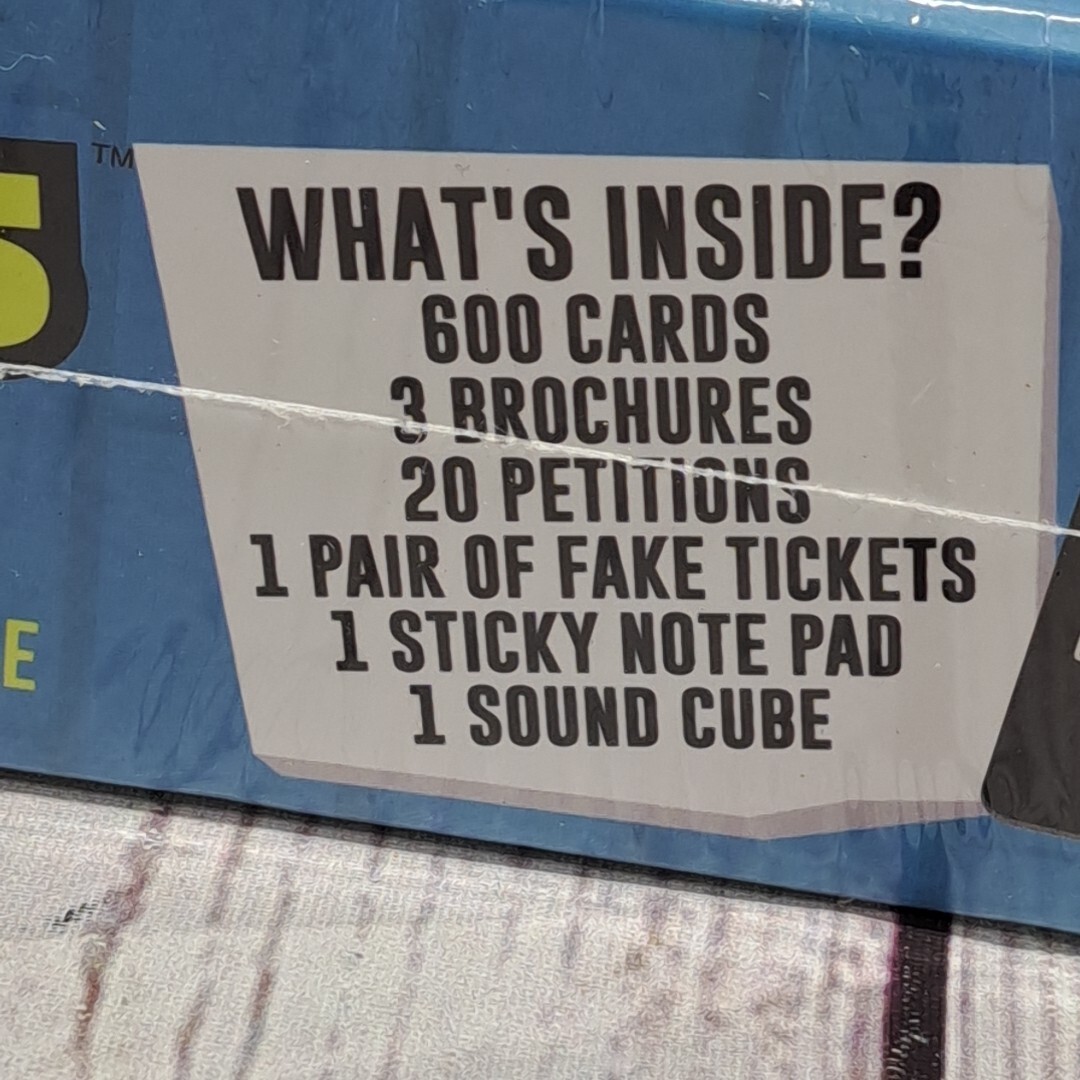 S™
WHAT'S INSIDE?
600 CARDS
3 BROCHURES
20 PETITIONS
1 PAIR OF FAKE TICKETS
1 STICKY NOTE PAD
1 SOUND CUBE
E